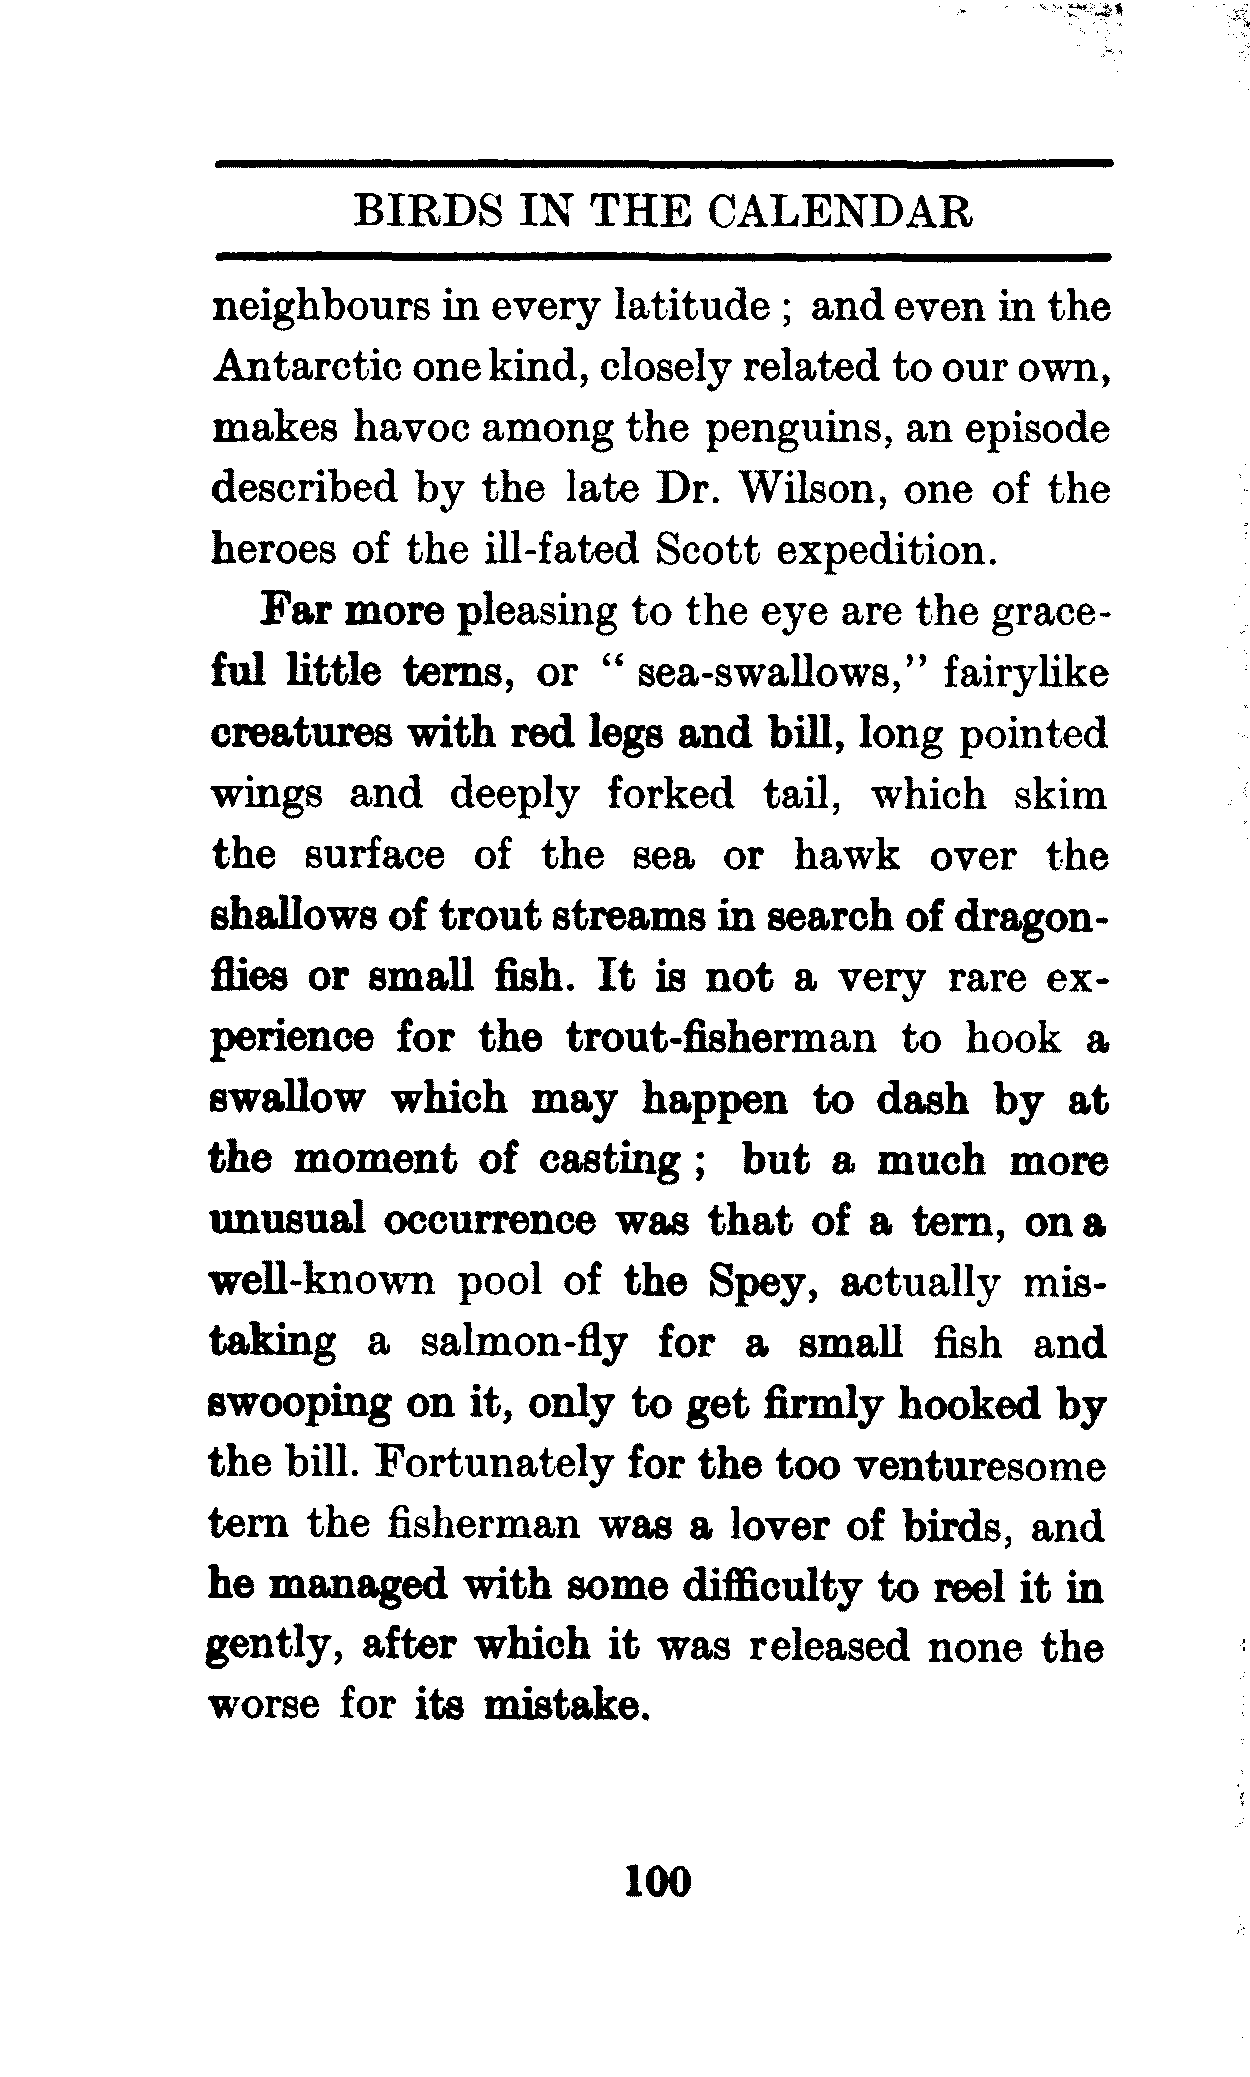 BIRDS IN THE CALENDAR
neighbours in every latitude ; and even in the
Antarctic one kind, closely related to our own,
makes havoc among the penguins, an episode
described by the late Dr. Wilson, one of the
heroes of the ill-fated Scott expedition.
Far more pleasing to the eye are the grace-
ful little terns, or " sea-swallows," fairylike
creatures with red legs and bill, long pointed
wings and deeply forked tail, which skim
the surface of the sea or hawk over the
shallows of trout streams in search of dragon-
flies or small fish. It is not a very rare ex-
perience for the trout-fisherman to hook a
swallow which may happen to dash by at
the moment of casting ; but a much more
unusual occurrence was that of a tern, on a
well-known pool of the Spey, actually mis-
taking a salmon-fly for a small fish and
swooping on it, only to get firmly hooked by
the bill. Fortunately for the too venturesome
tern the fisherman was a lover of birds, and
he managed with some difficulty to reel it in
gently, after which it was released none the
worse for its mistake.
100